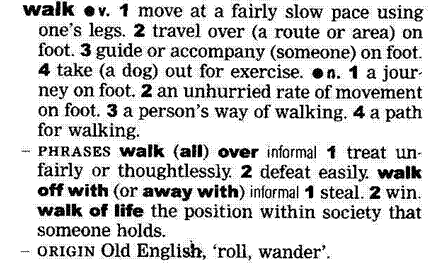 walk ● v. 1 move at a fairly slow pace using
one's legs. 2 travel over (a route or area) on
foot. 3 guide or accompany (someone) on foot.
4 take (a dog) out for exercise. ● n. 1 a jour-
ney on foot. 2 an unhurried rate of movement
on foot. 3 a person's way of walking. 4 a path
for walking.
– PHRASES walk (all) over informal 1 treat un-
fairly or thoughtlessly. 2 defeat easily. walk
off with (or away with) informal 1 steal. 2 win.
walk of life the position within society that
someone holds.
– ORIGIN Old English, 'roll, wander'.